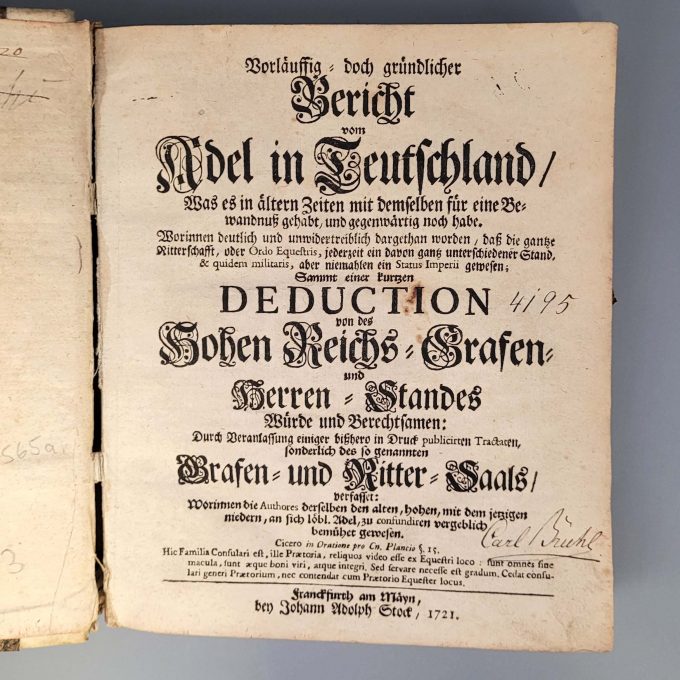 20
Vorläuffig-doch gründlicher
Bericht
vom
Adel in Teutschland/
Was es in ältern Zeiten mit demselben für eine Be-
wandnuß gehabt, und gegenwärtig noch habe.
Worinnen deutlich und unwidertreiblich dargethan worden, daß die gantze
Ritterschafft, oder Ordo Equestris, jederzeit ein davon gantz unterschiedener Stand,
& quidem militaris, aber niemahlen ein Status Imperii gewesen;
Sammt einer kurtzen
DEDUCTION 4195
von des
Hohen Reichs-Grafen-
und
Herren-Standes
Würde und Berechtsamen:
Durch Veranlassung einiger bißhero in Druck publicirten Tractaten,
sonderlich des so genannten
Grafen- und Ritter-Saals/
verfasset:
Worinnen die Authores derselben den alten, hohen, mit dem jetzigen
niedern, an sich löbl. Adel, zu confundiren vergeblich
bemühet gewesen.
Carl Brühl
Cicero in Oratione pro Cn. Plancio §. 15.
Hic Familia Consulari est, ille Prætoria, reliquos video esse ex Equestri loco: sunt omnes sine
macula, sunt æque boni viri, atque integri. Sed servare necesse est gradum. Cedat consu-
lari generi Prætorium, nec contendat cum Prætorio Equester locus.
Franckfurth am Mäyn,
bey Johann Adolph Stock, 1721.
565a
3